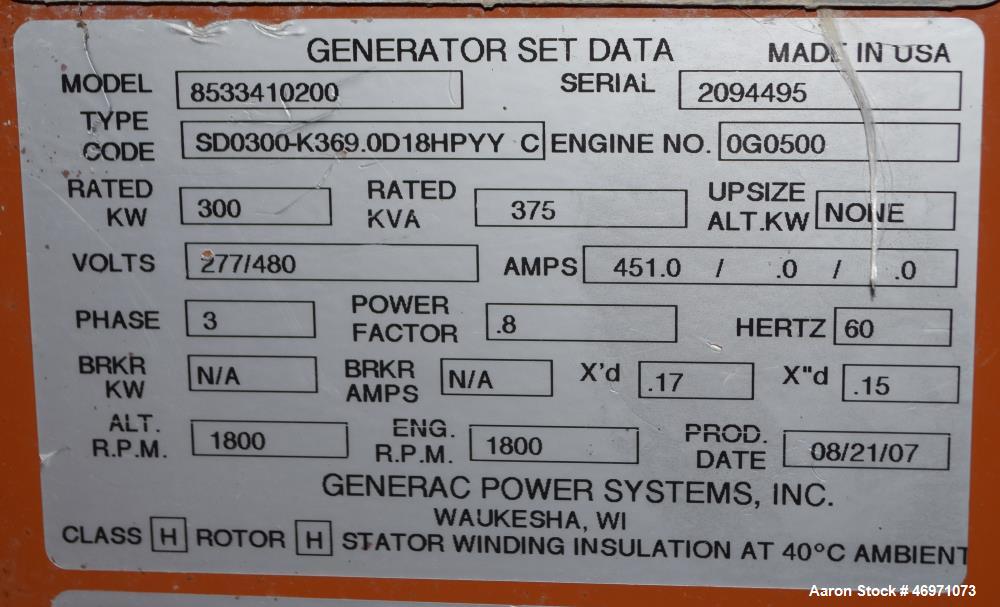 GENERATOR SET DATA MADE IN USA
MODEL 8533410200 SERIAL 2094495
TYPE CODE SD0300-K369.0D18HPYY C ENGINE NO. 0G0500
RATED KW 300 RATED KVA 375 UPSIZE ALT.KW NONE
VOLTS 277/480 AMPS 451.0 / .0 / .0
PHASE 3 POWER FACTOR .8 HERTZ 60
BRKR KW N/A BRKR AMPS N/A X'd .17 X"d .15
ALT. R.P.M. 1800 ENG. R.P.M. 1800 PROD. DATE 08/21/07
GENERAC POWER SYSTEMS, INC.
WAUKESHA, WI
CLASS H ROTOR H STATOR WINDING INSULATION AT 40°C AMBIENT
Aaron Stock # 46971073